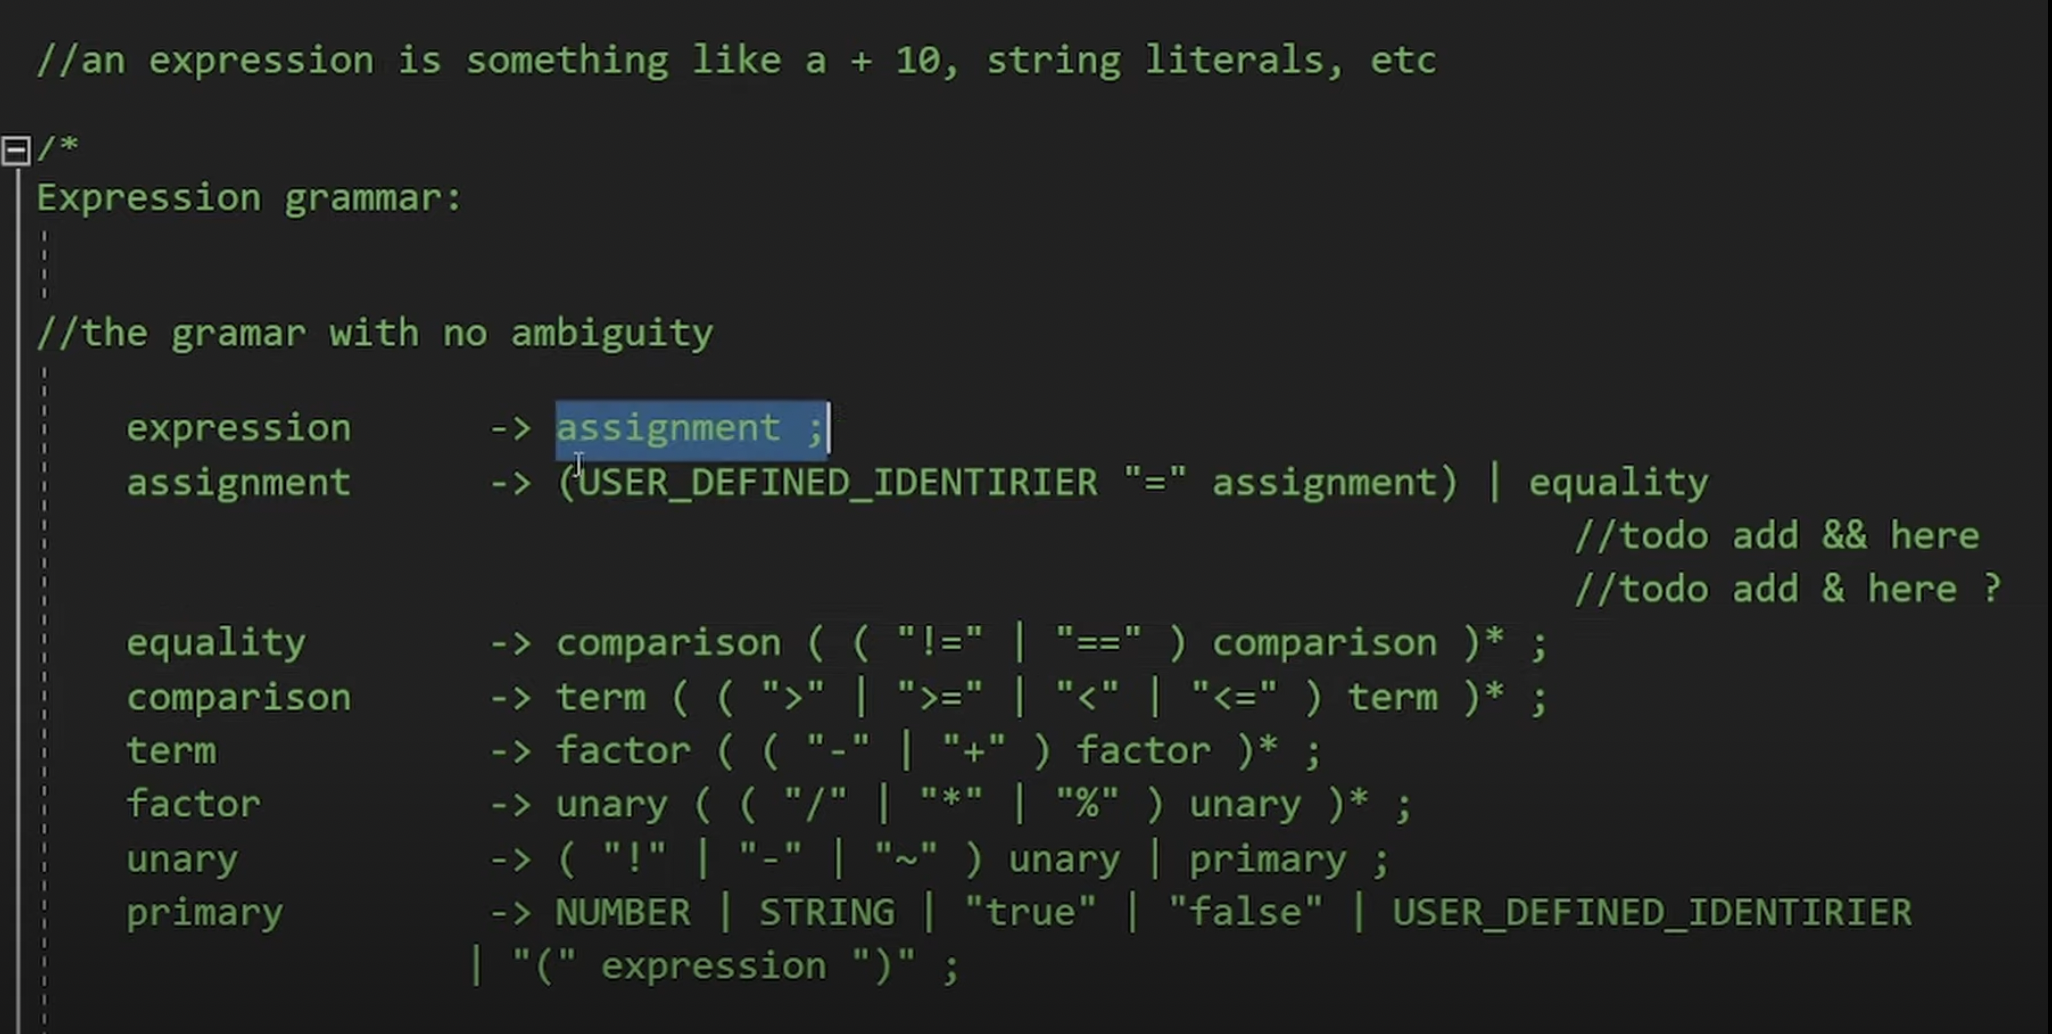 //an expression is something like a + 10, string literals, etc
/*
Expression grammar:
//the gramar with no ambiguity
expression -> assignment ;
assignment -> (USER_DEFINED_IDENTIRIER "=" assignment) | equality
//todo add && here
//todo add & here ?
equality -> comparison ( ( "!=" | "==" ) comparison )* ;
comparison -> term ( ( ">" | ">=" | "<" | "<=" ) term )* ;
term -> factor ( ( "-" | "+" ) factor )* ;
factor -> unary ( ( "/" | "*" | "%" ) unary )* ;
unary -> ( "!" | "-" | "~" ) unary | primary ;
primary -> NUMBER | STRING | "true" | "false" | USER_DEFINED_IDENTIRIER
| "(" expression ")" ;